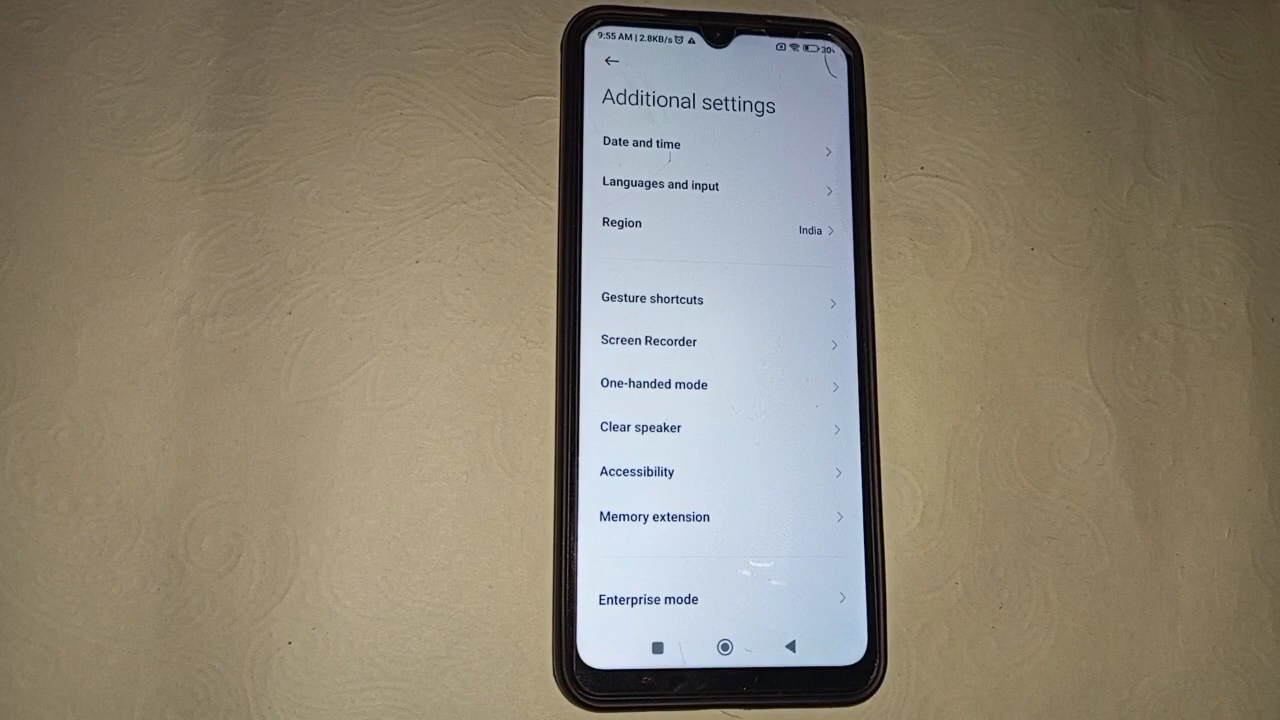 9:55 AM | 2.8KB/s
30
Additional settings
Date and time
Languages and input
Region
India
Gesture shortcuts
Screen Recorder
One-handed mode
Clear speaker
Accessibility
Memory extension
Enterprise mode